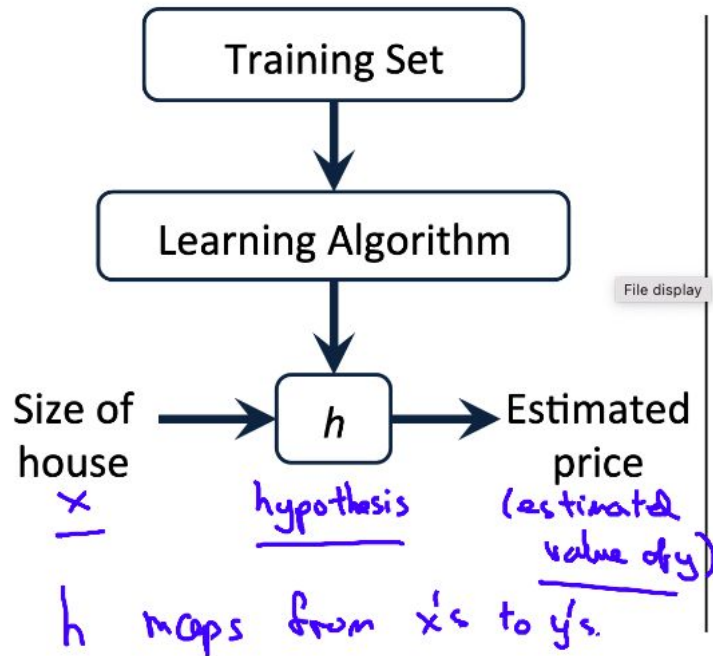 Training Set
Learning Algorithm
File display
Size of
house
h
Estimated
price
x
hypothesis
(estimated
value of y)
h maps from x's to y's.